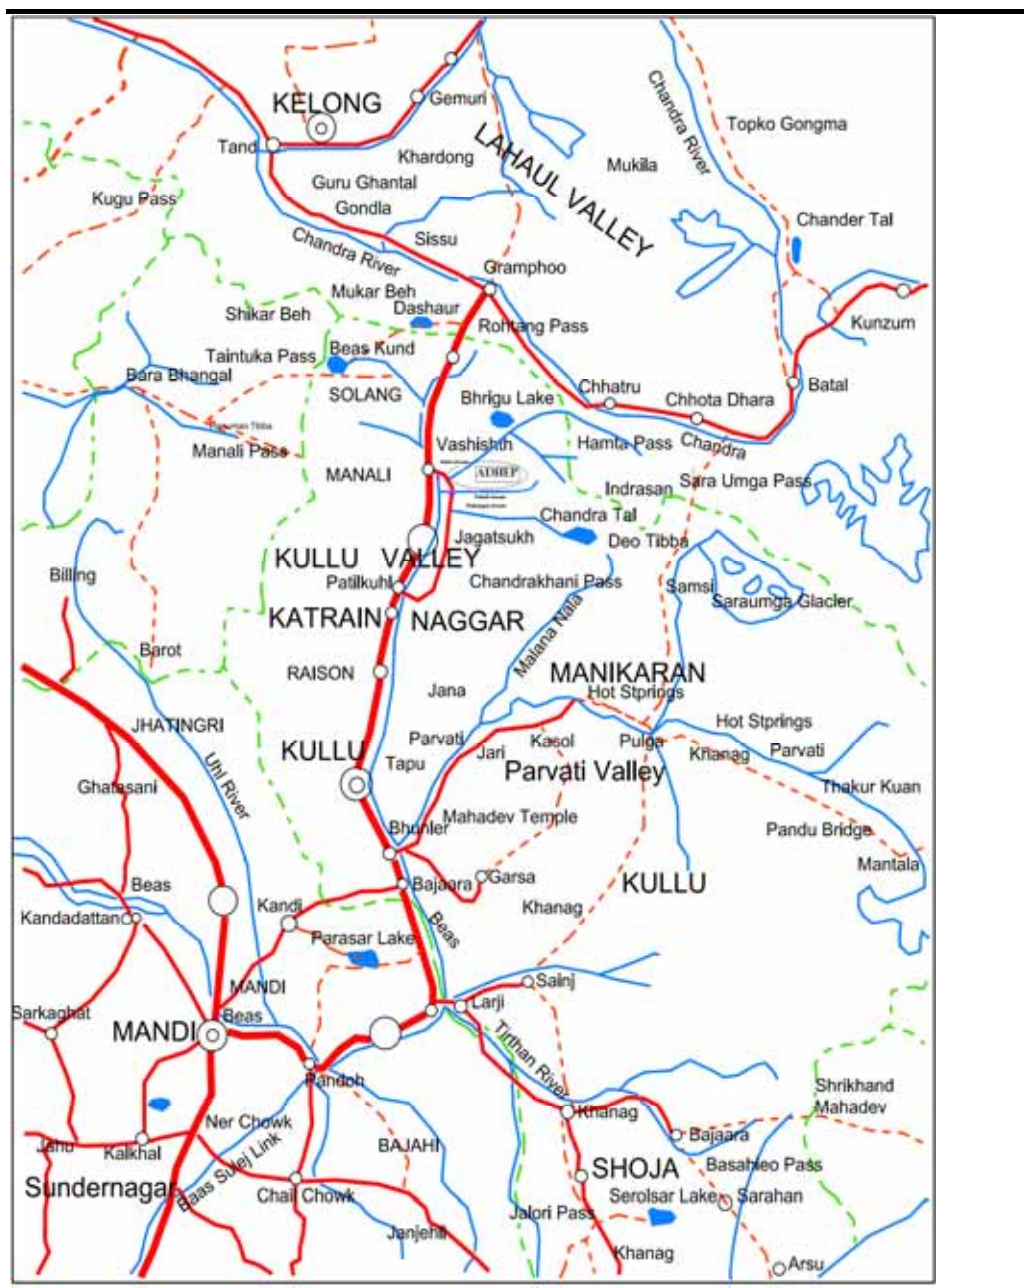 KELONG
Gemuri
Tand
Khardong
LAHAUL VALLEY
Mukilla
Chandra River
Topko Gongma
Guru Ghantal
Gondla
Kugu Pass
Chander Tal
Sissu
Chandra River
Gramphoo
Mukar Beh
Dashaur
Shikar Beh
Rohtang Pass
Kunzum
Taintuka Pass
Beas Kund
Bara Bhangal
SOLANG
Bhrigu Lake
Chhatru
Chhota Dhara
Batal
Manali Pass
Vashishth
Hamta Pass
Chandra
MANALI
ADHEP
Indrasan
Sara Umga Pass
Chandra Tal
Jagatsukh
Deo Tibba
KULLU VALLEY
Billing
Patilkuhl
Chandrakhani Pass
Samsi
Saraumga Glacier
KATRAIN
NAGGAR
Malana Nala
Barot
RAISON
MANIKARAN
Jana
Hot Stprings
JHATINGRI
Parvati
Jari
Kasol
Pulga
Hot Stprings
Khanag
Parvati
KULLU
Tapu
Parvati Valley
Uhl River
Ghatasani
Thakur Kuan
Mahadev Temple
Bhunler
Pandu Bridge
Mantala
Beas
Bajaara
Garsa
KULLU
Kandadattan
Kandi
Khanag
Beas
Parasar Lake
MANDI
Sainj
Sarkaghat
Beas
Larji
MANDI
Tirthan River
Pandoh
Shrikhand
Mahadev
Ner Chowk
Khanag
Jahu
Kalkhal
BAJAHI
Bajaara
Baas Sulej Link
SHOJA
Basahleo Pass
Sundernagar
Chail Chowk
Serolsar Lake
Sarahan
Jalori Pass
Janjehli
Khanag
Arsu